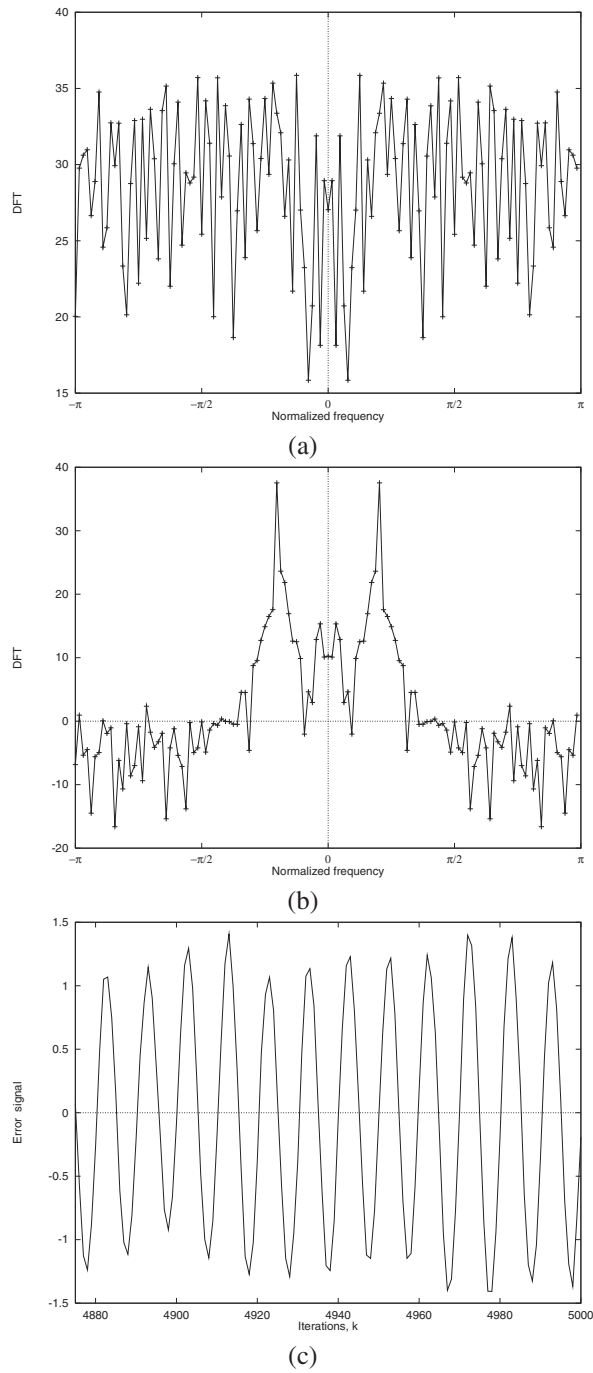 40
35
30
25
20
15
DFT
−π
−π/2
0
π/2
π
Normalized frequency
(a)
40
30
20
10
0
-10
-20
DFT
−π
−π/2
0
π/2
π
Normalized frequency
(b)
1.5
1
0.5
0
-0.5
-1
-1.5
Error signal
4880
4900
4920
4940
4960
4980
5000
Iterations, k
(c)